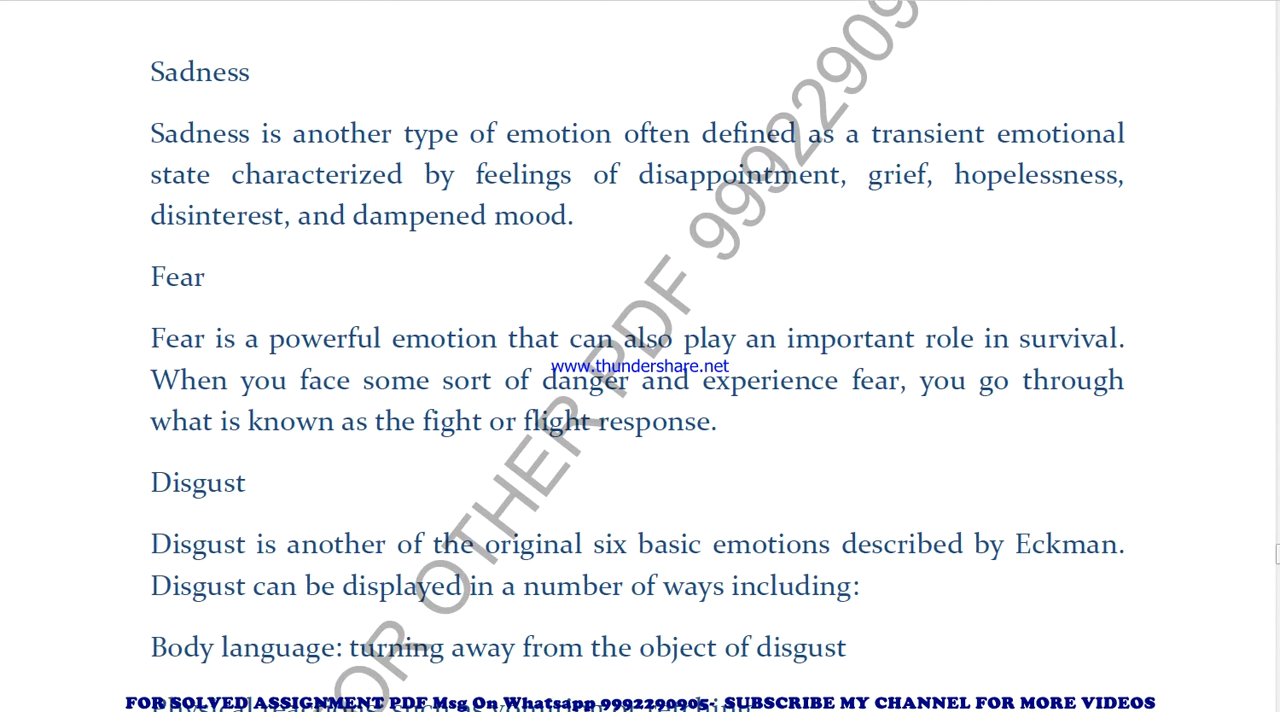 Sadness
Sadness is another type of emotion often defined as a transient emotional
state characterized by feelings of disappointment, grief, hopelessness,
disinterest, and dampened mood.
Fear
Fear is a powerful emotion that can also play an important role in survival.
www.thundershare.net
When you face some sort of danger and experience fear, you go through
what is known as the fight or flight response.
Disgust
Disgust is another of the original six basic emotions described by Eckman.
Disgust can be displayed in a number of ways including:
Body language: turning away from the object of disgust
FOR SOLVED ASSIGNMENT PDF Msg On Whatsapp 9992290905- SUBSCRIBE MY CHANNEL FOR MORE VIDEOS
OR OTHER PDF 99922909